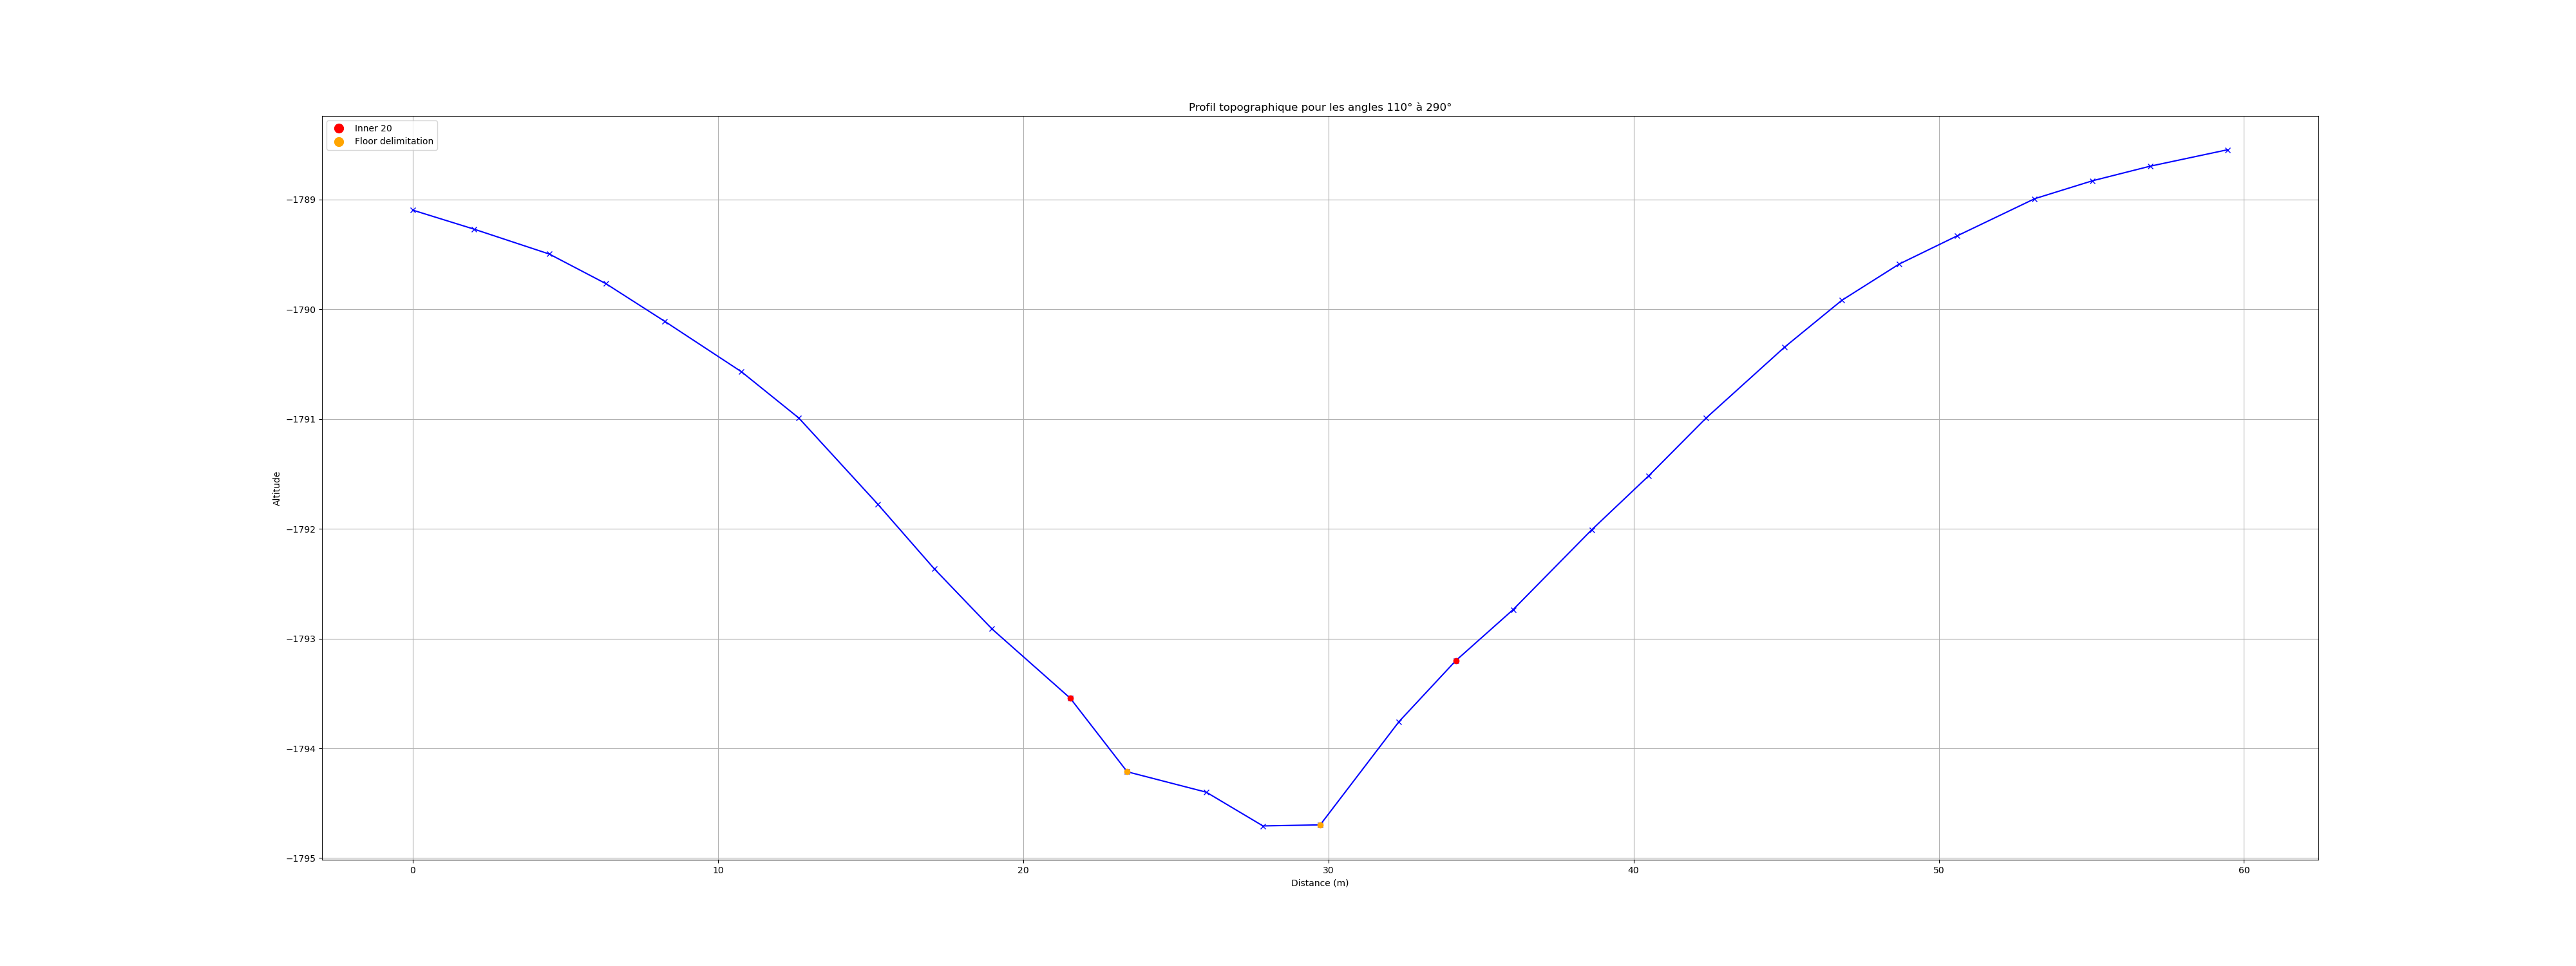 Profil topographique pour les angles 110° à 290°
Inner 20
Floor delimitation
−1789
−1790
−1791
−1792
−1793
−1794
−1795
Altitude
0 10 20 30 40 50 60
Distance (m)